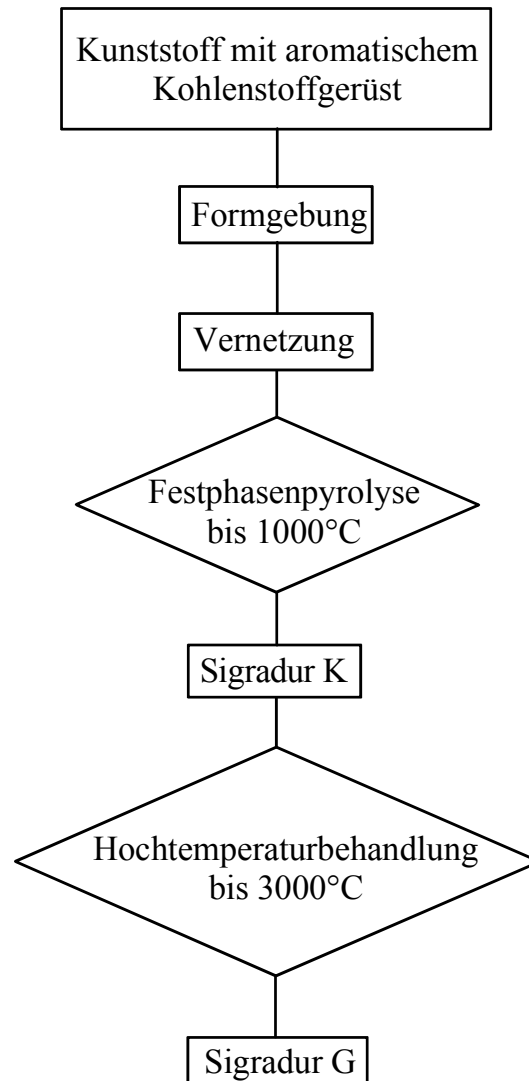 Kunststoff mit aromatischem
Kohlenstoffgerüst
Formgebung
Vernetzung
Festphasenpyrolyse
bis 1000°C
Sigradur K
Hochtemperaturbehandlung
bis 3000°C
Sigradur G